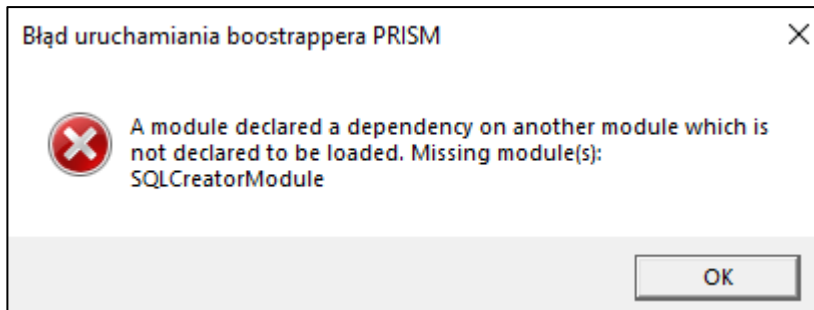 Błąd uruchamiania boostrappera PRISM
A module declared a dependency on another module which is
not declared to be loaded. Missing module(s):
SQLCreatorModule
OK